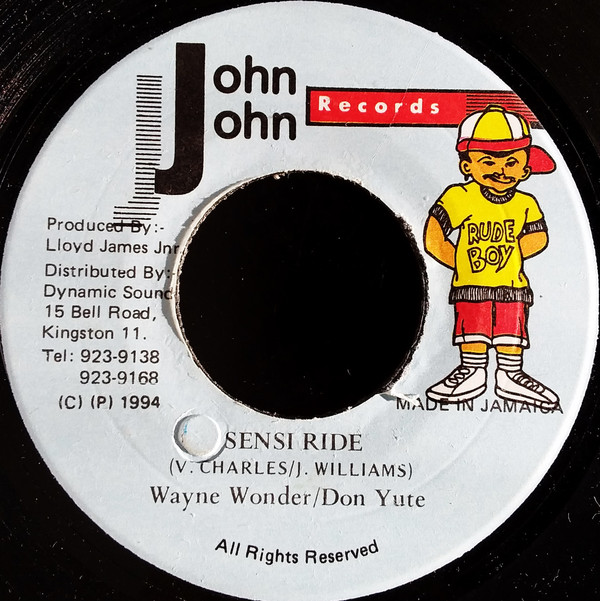 John
John
Records
RUDE
BOY
Produced By:-
Lloyd James Jnr
Distributed By:-
Dynamic Sound
15 Bell Road,
Kingston 11.
Tel: 923-9138
923-9168
(C) (P) 1994
MADE IN JAMAICA
SENSI RIDE
(V. CHARLES/J. WILLIAMS)
Wayne Wonder/Don Yute
All Rights Reserved